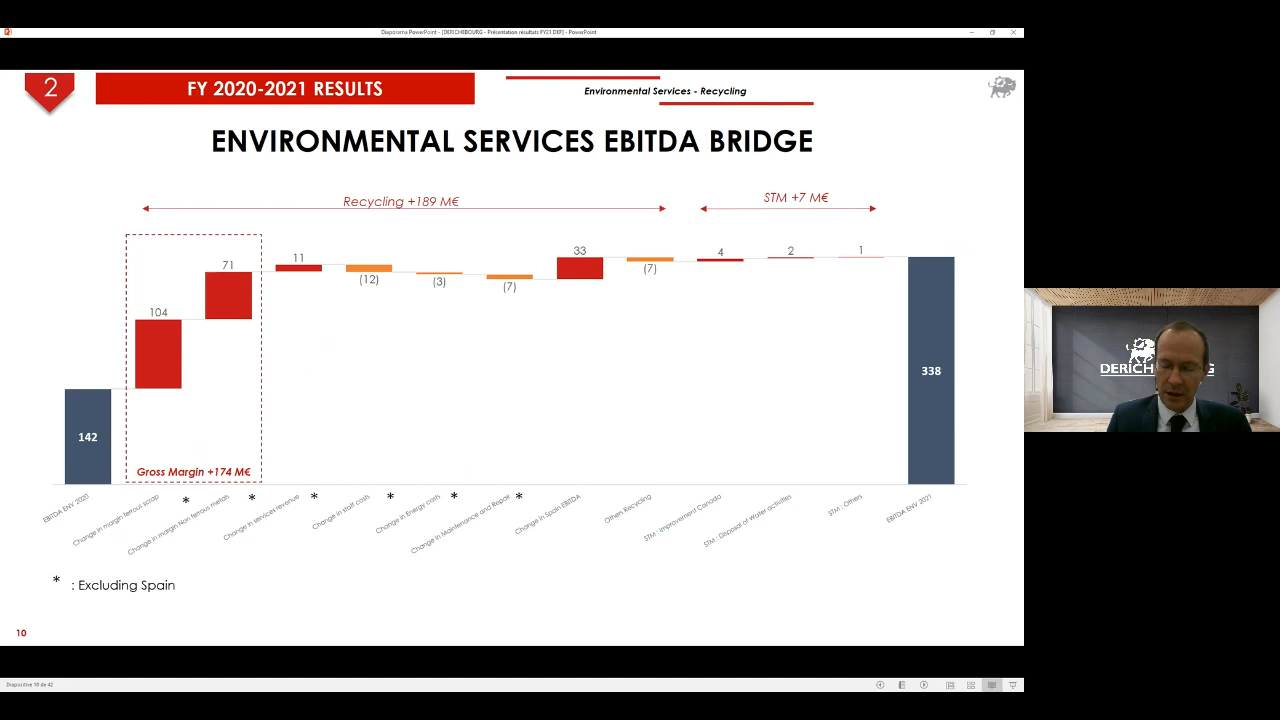 Diaporama PowerPoint - [DERICHEBOURG - Présentation résultats FY21 DEF] - PowerPoint
2
FY 2020-2021 RESULTS
Environmental Services - Recycling
ENVIRONMENTAL SERVICES EBITDA BRIDGE
Recycling +189 M€
STM +7 M€
104
71
11
(12)
(3)
(7)
33
(7)
4
2
1
142
338
Gross Margin +174 M€
EBITDA ENV 2020
Change in margin ferrous scrap *
Change in margin Non ferrous metals *
Change in services revenue *
Change in staff costs *
Change in Energy costs *
Change in Maintenance and Repair *
Change in Spain EBITDA
Others Recycling
STM : Improvement Canada
STM : Disposal of Water activities
STM : Others
EBITDA ENV 2021
* : Excluding Spain
10
Diapositive 10 de 42